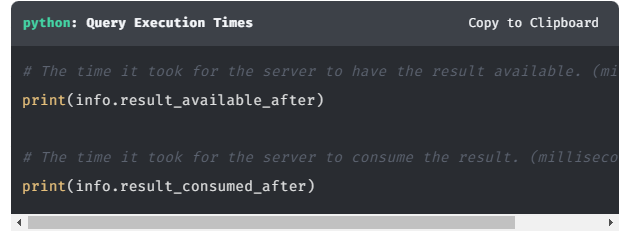 python: Query Execution Times
Copy to Clipboard
# The time it took for the server to have the result available. (mi
print(info.result_available_after)
# The time it took for the server to consume the result. (milliseco
print(info.result_consumed_after)